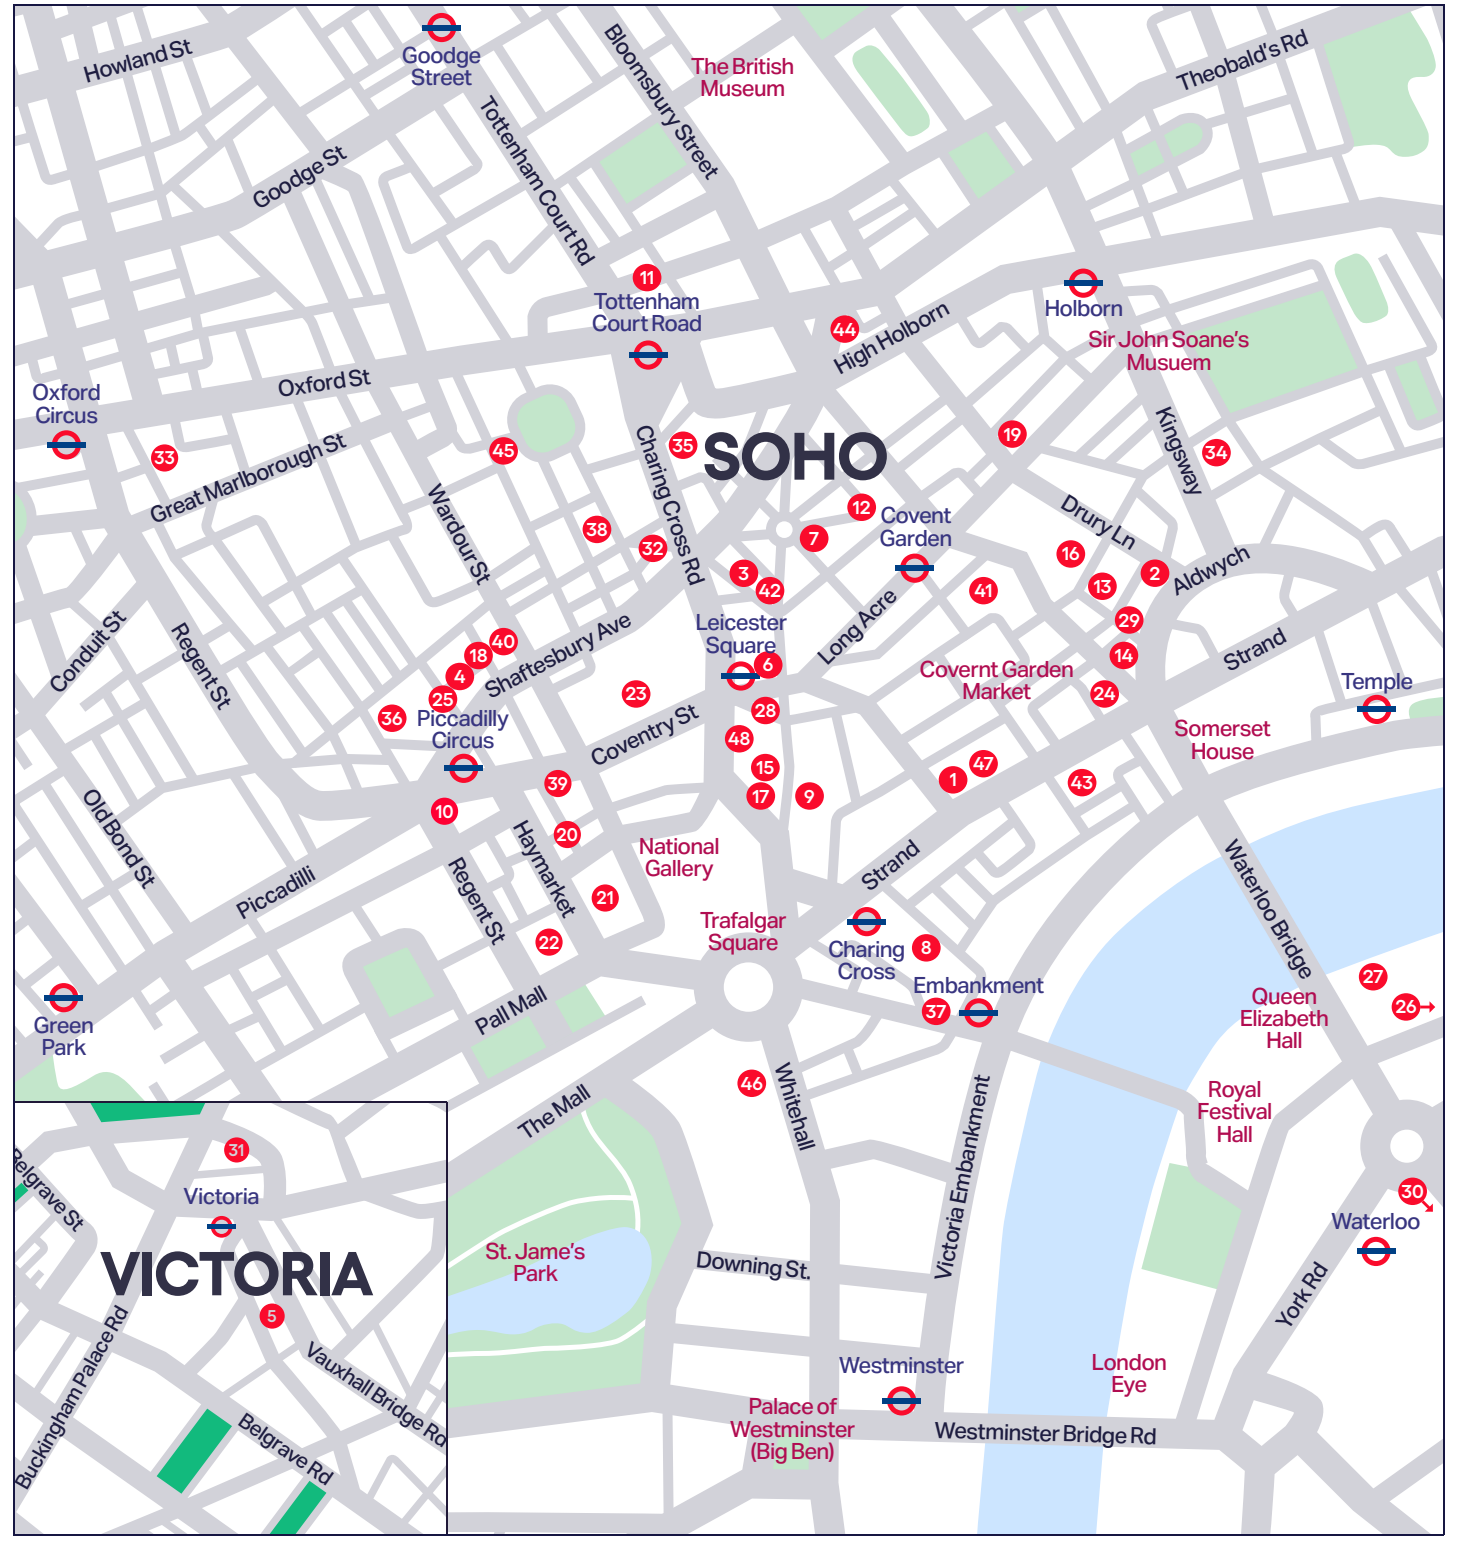 Howland St
Goodge
Street
Goodge St
Tottenham Court Rd
Bloomsbury Street
The British
Museum
Theobald's Rd
11
Tottenham
Court Road
44
High Holborn
Holborn
Sir John Soane's
Musuem
Oxford
Circus
Oxford St
33
Great Marlborough St
45
Wardour St
Charing Cross Rd
35
SOHO
19
Kingsway
34
38
32
12
7
Covent
Garden
Drury Ln
16
13
2
Aldwych
3
42
41
29
14
24
Conduit St
Regent St
40
18
4
25
36
Shaftesbury Ave
Leicester
Square
6
Long Acre
Covernt Garden
Market
Strand
Temple
Piccadilly
Circus
23
Coventry St
28
48
15
17
9
Somerset
House
1
47
43
39
10
20
Old Bond St
Haymarket
National
Gallery
Strand
Waterloo Bridge
Piccadilli
Regent St
21
22
Trafalgar
Square
Charing
Cross
8
Embankment
37
27
26
Queen
Elizabeth
Hall
Green
Park
Pall Mall
The Mall
46
Whitehall
Victoria Embankment
Royal
Festival
Hall
30
Waterloo
York Rd
31
Belgrave St
Victoria
VICTORIA
5
Buckingham Palace Rd
Vauxhall Bridge Rd
Belgrave Rd
St. Jame's
Park
Downing St.
Westminster
London
Eye
Palace of
Westminster
(Big Ben)
Westminster Bridge Rd